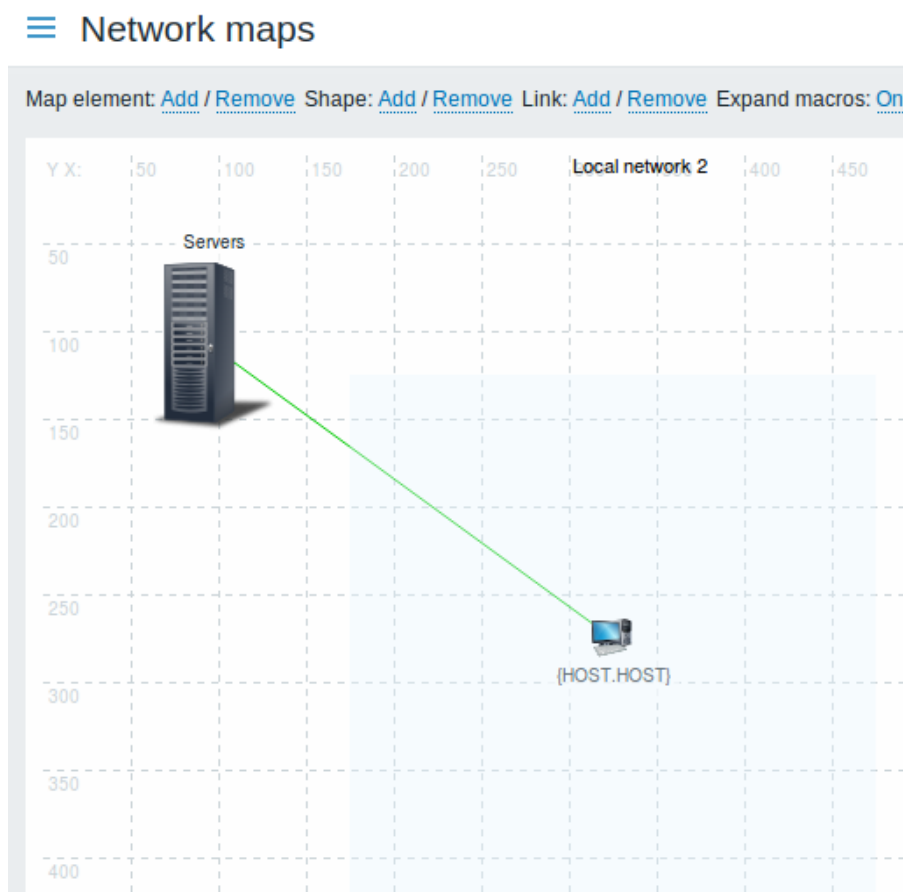 Network maps
Map element: Add / Remove Shape: Add / Remove Link: Add / Remove Expand macros: On
Y X: 50 100 150 200 250 Local network 2 400 450
Servers
50
100
150
200
250
{HOST.HOST}
300
350
400